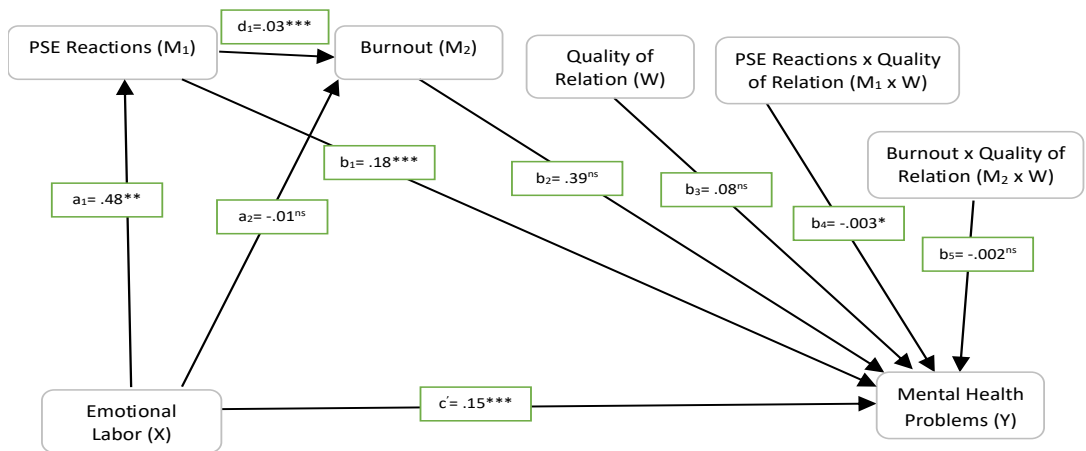 d₁=.03***
PSE Reactions (M₁)
Burnout (M₂)
Quality of
Relation (W)
PSE Reactions x Quality
of Relation (M₁ x W)
Burnout x Quality of
Relation (M₂ x W)
b₁= .18***
b₂= .39ⁿˢ
b₃= .08ⁿˢ
a₁= .48**
a₂= -.01ⁿˢ
b₄= -.003*
b₅= -.002ⁿˢ
Emotional
Labor (X)
c′= .15***
Mental Health
Problems (Y)